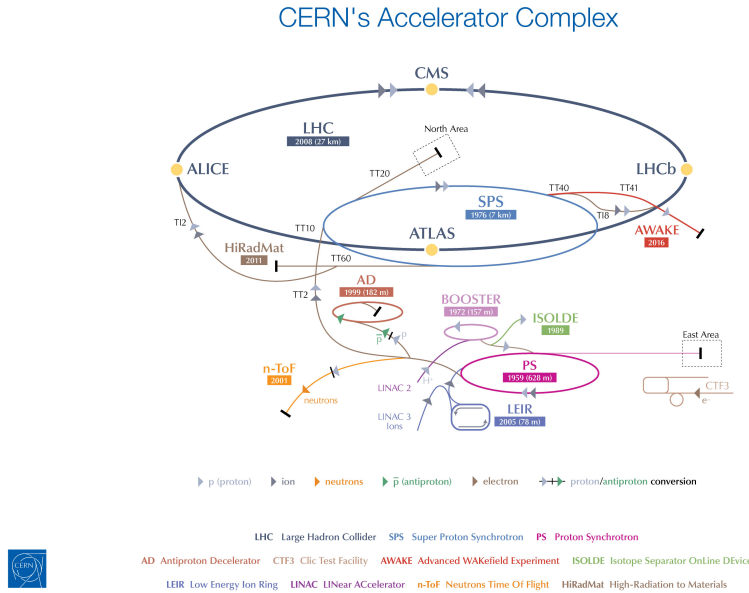 CERN's Accelerator Complex
CMS
LHC
2008 (27 km)
North Area
ALICE
LHCb
TT20
TT40
TT41
SPS
1976 (7 km)
TI2
TT10
TI8
ATLAS
AWAKE
2016
HiRadMat
2011
TT60
AD
1999 (182 m)
TT2
BOOSTER
1972 (157 m)
ISOLDE
1989
p
p̅
East Area
n-ToF
2001
PS
1959 (628 m)
H⁺
LINAC 2
neutrons
CTF3
e⁻
LINAC 3
Ions
LEIR
2005 (78 m)
p (proton) ion neutrons p̅ (antiproton) electron proton/antiproton conversion
LHC Large Hadron Collider SPS Super Proton Synchrotron PS Proton Synchrotron
AD Antiproton Decelerator CTF3 Clic Test Facility AWAKE Advanced WAKefield Experiment ISOLDE Isotope Separator OnLine DEvic
LEIR Low Energy Ion Ring LINAC LINear ACcelerator n-ToF Neutrons Time Of Flight HiRadMat High-Radiation to Materials
CERN